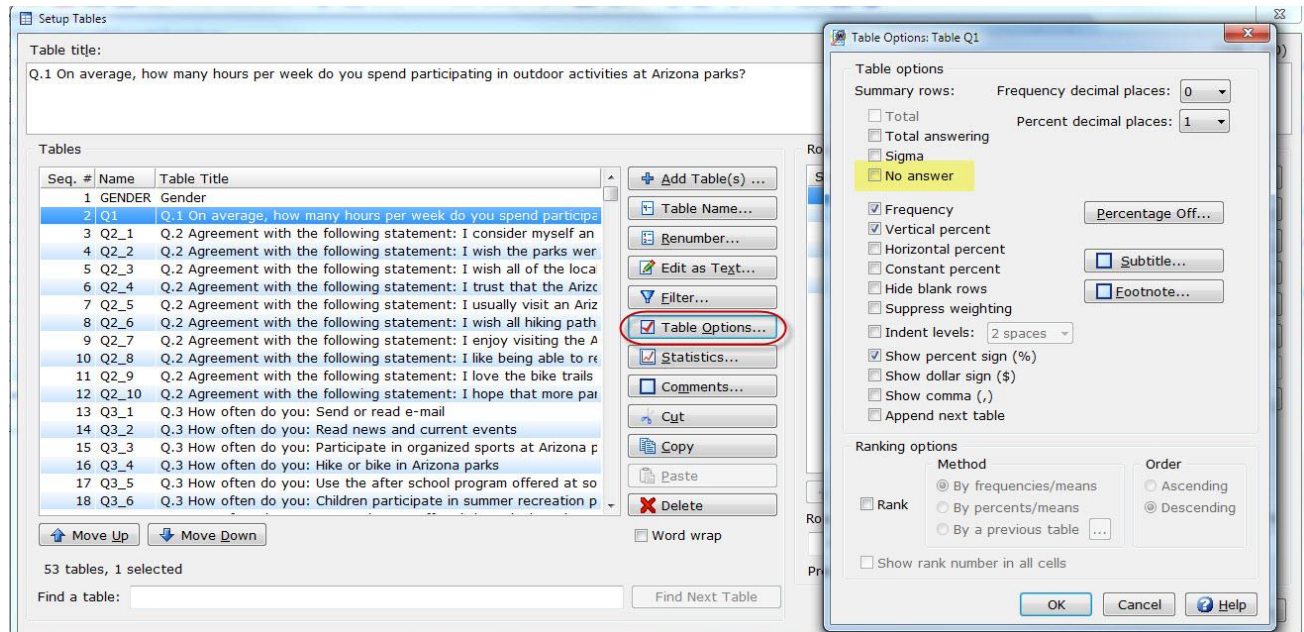 Setup Tables
Table title:
Q.1 On average, how many hours per week do you spend participating in outdoor activities at Arizona parks?
Tables
Seq. # Name Table Title
1 GENDER Gender
2 Q1 Q.1 On average, how many hours per week do you spend participa
3 Q2_1 Q.2 Agreement with the following statement: I consider myself an
4 Q2_2 Q.2 Agreement with the following statement: I wish the parks wer
5 Q2_3 Q.2 Agreement with the following statement: I wish all of the loca
6 Q2_4 Q.2 Agreement with the following statement: I trust that the Arizo
7 Q2_5 Q.2 Agreement with the following statement: I usually visit an Ariz
8 Q2_6 Q.2 Agreement with the following statement: I wish all hiking path
9 Q2_7 Q.2 Agreement with the following statement: I enjoy visiting the A
10 Q2_8 Q.2 Agreement with the following statement: I like being able to re
11 Q2_9 Q.2 Agreement with the following statement: I love the bike trails
12 Q2_10 Q.2 Agreement with the following statement: I hope that more par
13 Q3_1 Q.3 How often do you: Send or read e-mail
14 Q3_2 Q.3 How often do you: Read news and current events
15 Q3_3 Q.3 How often do you: Participate in organized sports at Arizona p
16 Q3_4 Q.3 How often do you: Hike or bike in Arizona parks
17 Q3_5 Q.3 How often do you: Use the after school program offered at so
18 Q3_6 Q.3 How often do you: Children participate in summer recreation p
Add Table(s) ...
Table Name...
Renumber...
Edit as Text...
Filter...
Table Options...
Statistics...
Comments...
Cut
Copy
Paste
Delete
Move Up
Move Down
Word wrap
53 tables, 1 selected
Find a table:
Find Next Table
Ro
S
Ro
Pr
Table Options: Table Q1
Table options
Summary rows: Frequency decimal places: 0
Total
Percent decimal places: 1
Total answering
Sigma
No answer
Frequency
Percentage Off...
Vertical percent
Horizontal percent
Constant percent
Subtitle...
Hide blank rows
Footnote...
Suppress weighting
Indent levels: 2 spaces
Show percent sign (%)
Show dollar sign ($)
Show comma (,)
Append next table
Ranking options
Method Order
By frequencies/means Ascending
Rank By percents/means Descending
By a previous table ...
Show rank number in all cells
OK Cancel Help